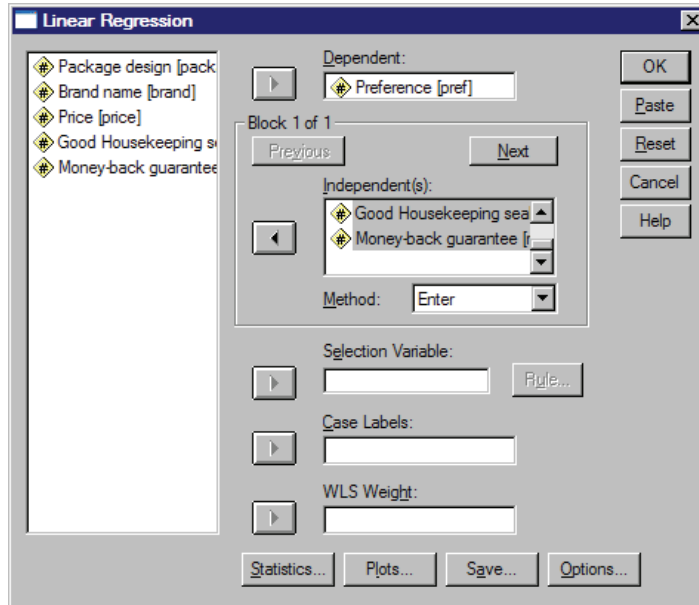 Linear Regression
Package design [pack
Brand name [brand]
Price [price]
Good Housekeeping se
Money-back guarantee
Dependent:
Preference [pref]
Block 1 of 1
Previous
Next
Independent(s):
Good Housekeeping sea
Money-back guarantee [
Method:
Enter
Selection Variable:
Rule...
Case Labels:
WLS Weight:
Statistics...
Plots...
Save...
Options...
OK
Paste
Reset
Cancel
Help